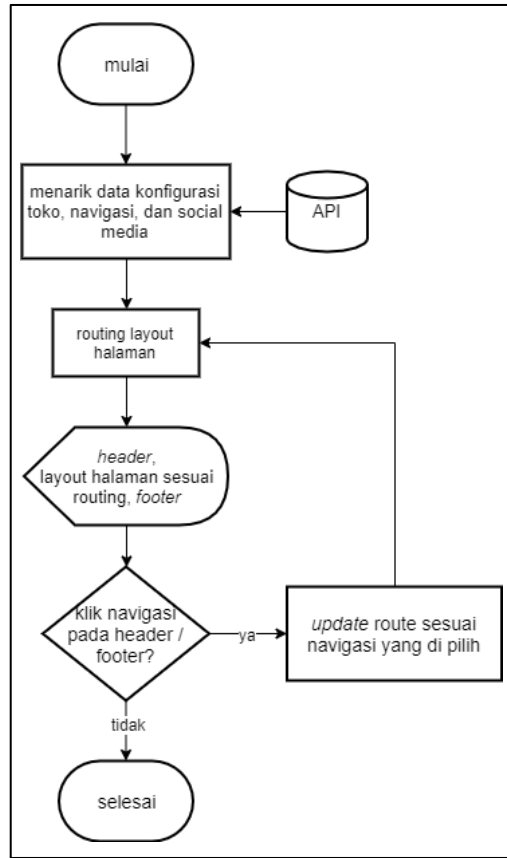 mulai
menarik data konfigurasi
toko, navigasi, dan social
media
API
routing layout
halaman
header,
layout halaman sesuai
routing, footer
klik navigasi
pada header /
footer?
ya
update route sesuai
navigasi yang di pilih
tidak
selesai